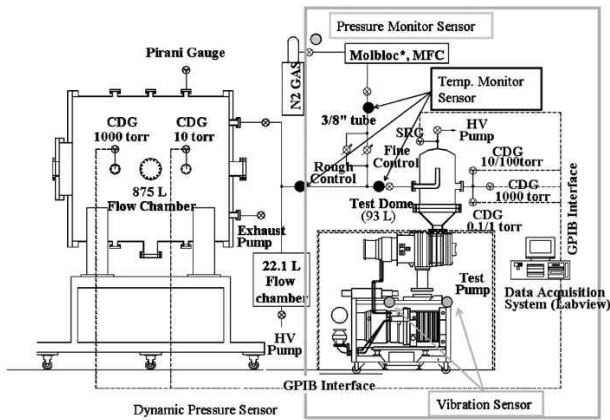 Pressure Monitor Sensor
Pirani Gauge
N2 GAS
Molbloc*, MFC
Temp. Monitor
Sensor
3/8" tube
SRG
HV
Pump
CDG
1000 torr
CDG
10 torr
Rough
Control
Fine
Control
CDG
10/100torr
CDG
1000 torr
CDG
0.1/1 torr
875 L
Flow Chamber
Test Dome
(93 L)
GPIB Interface
Exhaust
Pump
22.1 L
Flow
chamber
Test
Pump
Data Acquisition
System (Labview)
HV
Pump
GPIB Interface
Dynamic Pressure Sensor
Vibration Sensor